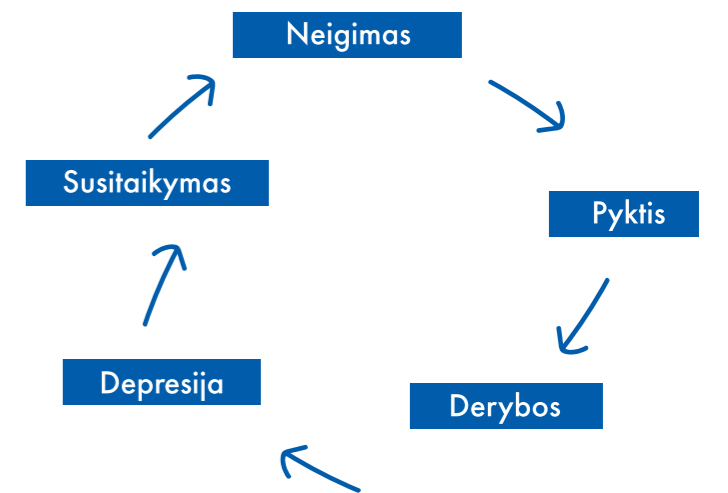 Neigimas
Pyktis
Derybos
Depresija
Susitaikymas